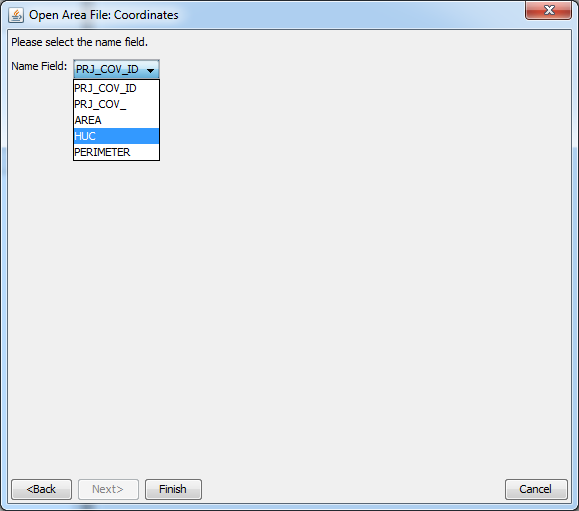 Open Area File: Coordinates
Please select the name field.
Name Field: PRJ_COV_ID
PRJ_COV_ID
PRJ_COV_
AREA
HUC
PERIMETER
<Back Next> Finish Cancel